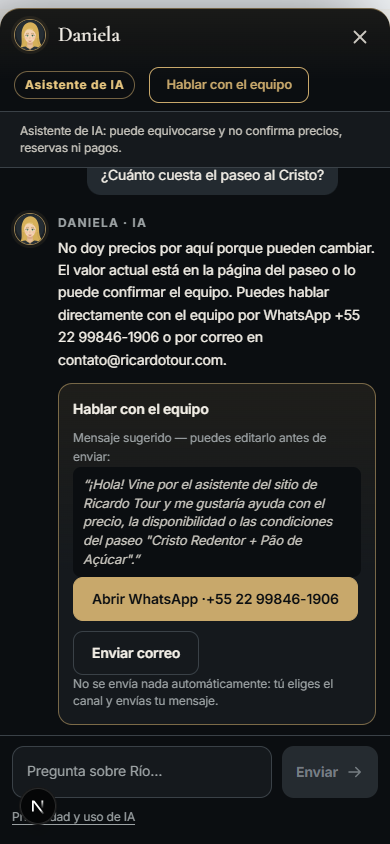 Daniela
Asistente de IA
Hablar con el equipo
Asistente de IA: puede equivocarse y no confirma precios,
reservas ni pagos.
¿Cuánto cuesta el paseo al Cristo?
DANIELA · IA
No doy precios por aquí porque pueden cambiar.
El valor actual está en la página del paseo o lo
puede confirmar el equipo. Puedes hablar
directamente con el equipo por WhatsApp +55
22 99846-1906 o por correo en
contato@ricardotour.com.
Hablar con el equipo
Mensaje sugerido — puedes editarlo antes de
enviar:
“¡Hola! Vine por el asistente del sitio de
Ricardo Tour y me gustaría ayuda con el
precio, la disponibilidad o las condiciones
del paseo "Cristo Redentor + Pão de
Açúcar".”
Abrir WhatsApp ·+55 22 99846-1906
Enviar correo
No se envía nada automáticamente: tú eliges el
canal y envías tu mensaje.
Pregunta sobre Río...
Enviar →
N
y uso de IA